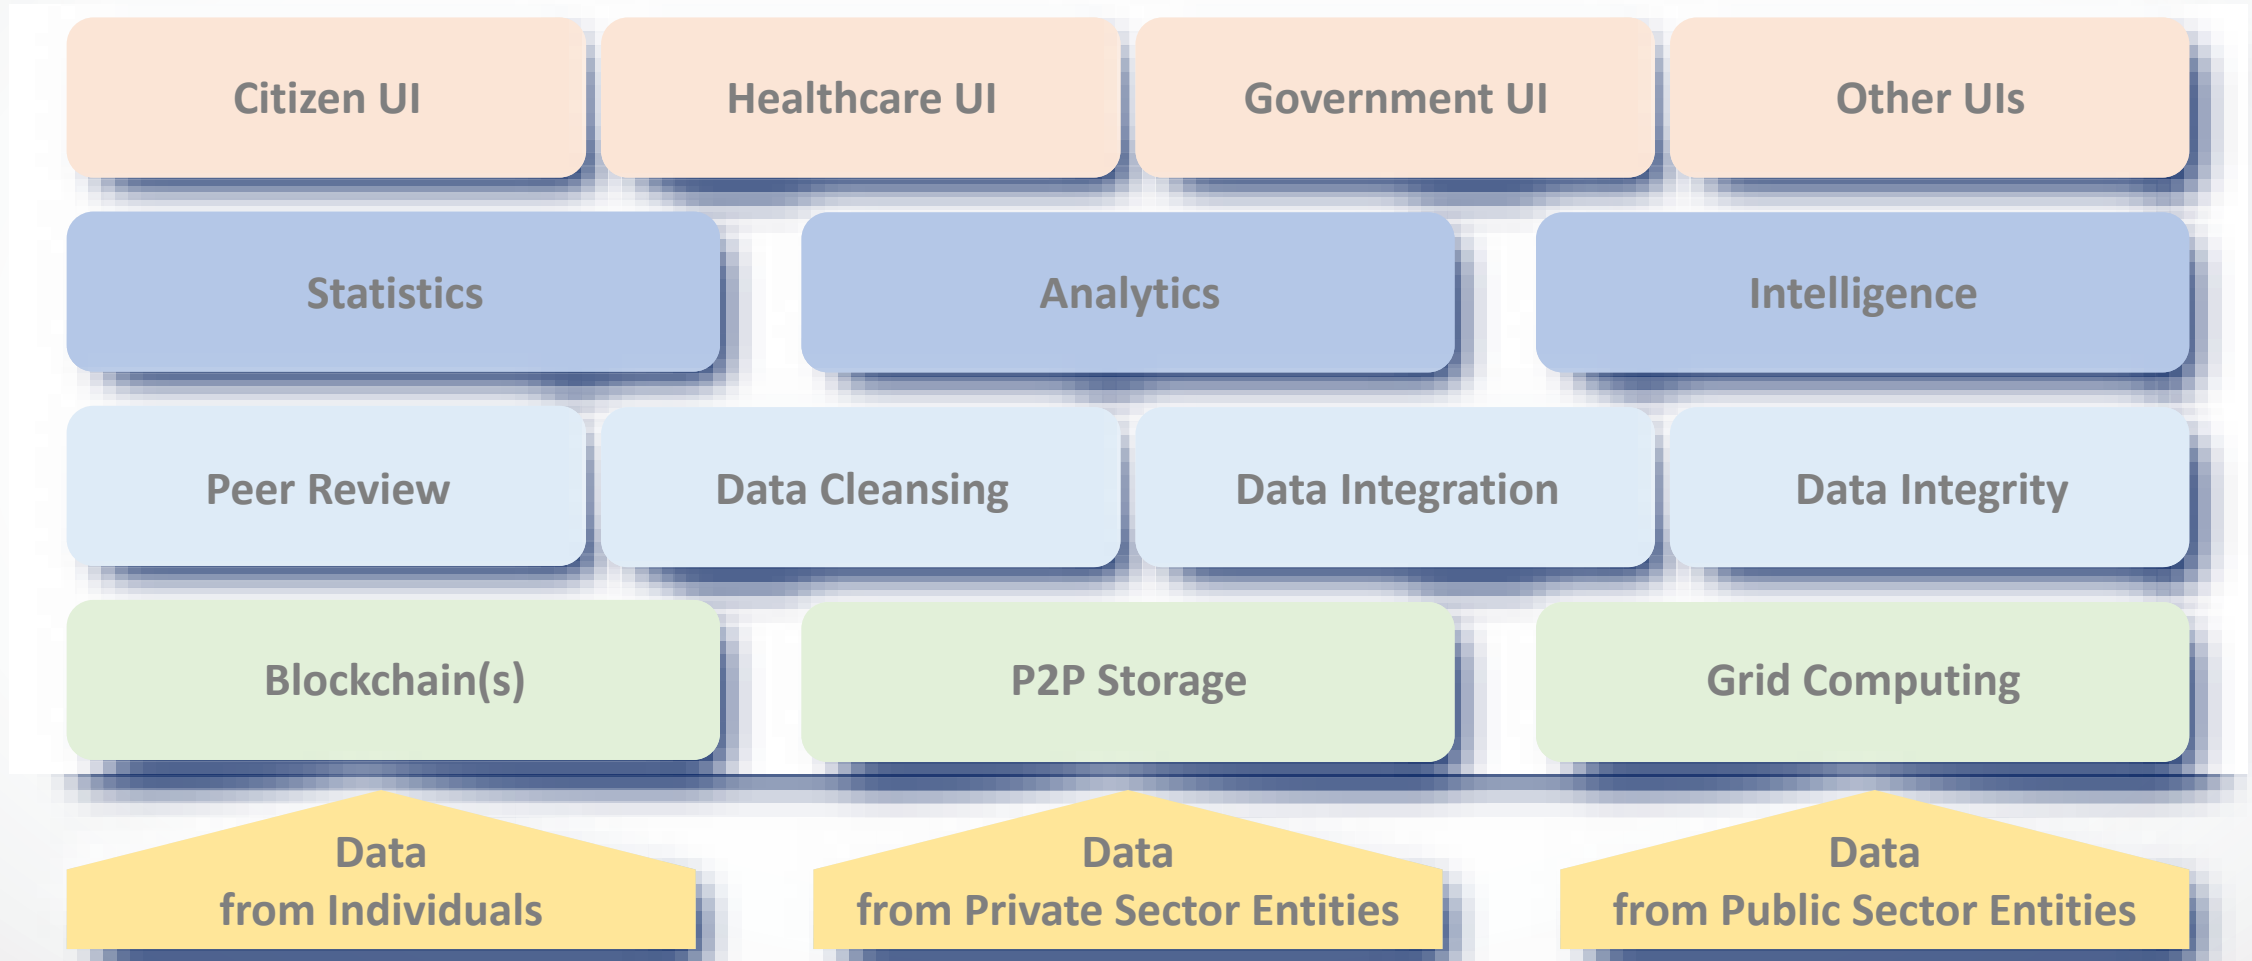 Citizen UI
Healthcare UI
Government UI
Other UIs
Statistics
Analytics
Intelligence
Peer Review
Data Cleansing
Data Integration
Data Integrity
Blockchain(s)
P2P Storage
Grid Computing
Data
from Individuals
Data
from Private Sector Entities
Data
from Public Sector Entities